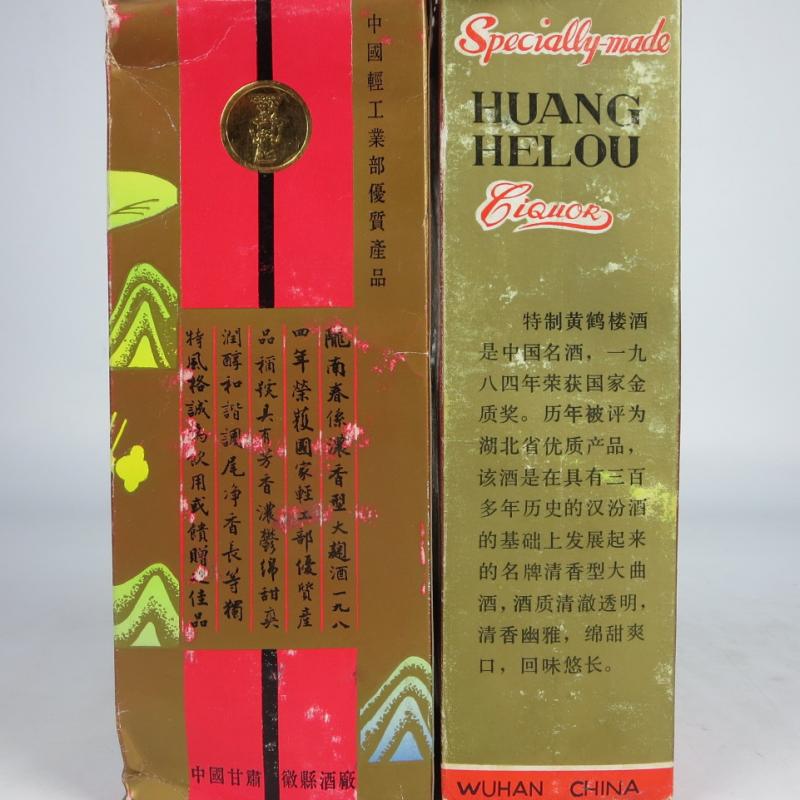 中國輕工業部優質產品
隴南春係濃香型大麯酒一九八
四年榮獲國家輕工部優質産
品稱號具有芳香濃鬱綿甜爽
潤醇和諧調尾净香長等獨
特風格誠為飲用或饋贈之佳品
中國甘肅徽縣酒廠
Specially-made
HUANG
HELOU
Liquor
特制黄鹤楼酒
是中国名酒，一九
八四年荣获国家金
质奖。历年被评为
湖北省优质产品，
该酒是在具有三百
多年历史的汉汾酒
的基础上发展起来
的名牌清香型大曲
酒，酒质清澈透明，
清香幽雅，绵甜爽
口，回味悠长。
WUHAN CHINA